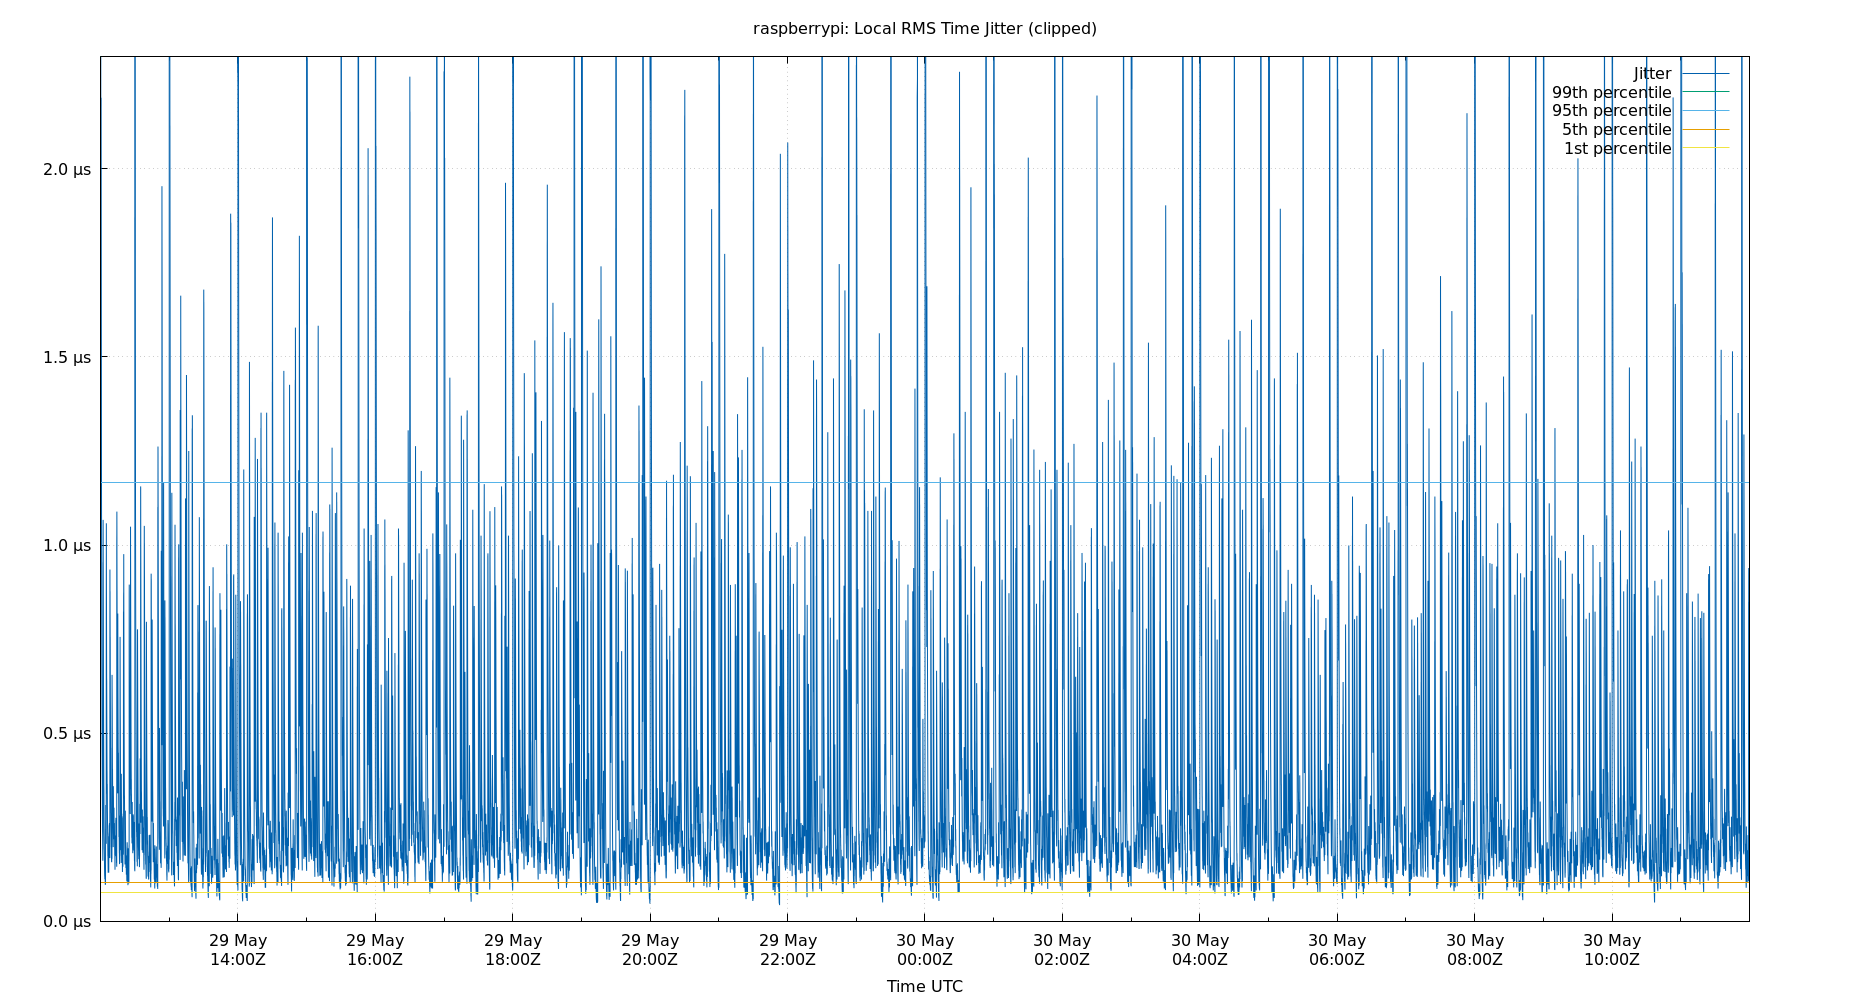 raspberrypi: Local RMS Time Jitter (clipped)
Jitter
99th percentile
95th percentile
5th percentile
1st percentile
2.0 µs
1.5 µs
1.0 µs
0.5 µs
0.0 µs
29 May 29 May 29 May 29 May 29 May 30 May 30 May 30 May 30 May 30 May 30 May
14:00Z 16:00Z 18:00Z 20:00Z 22:00Z 00:00Z 02:00Z 04:00Z 06:00Z 08:00Z 10:00Z
Time UTC